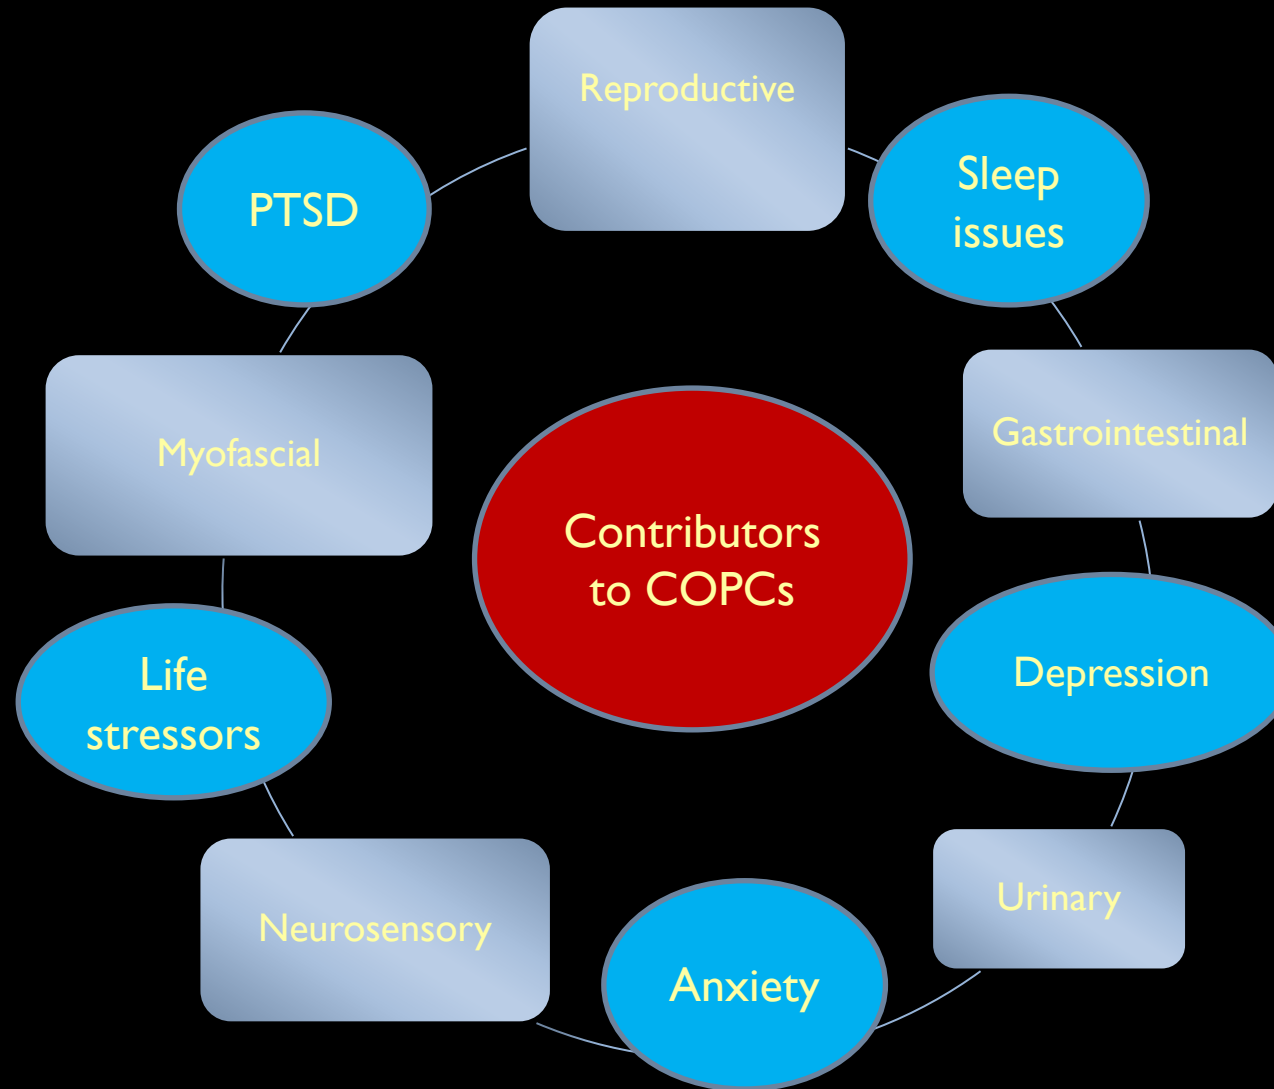 Reproductive
Sleep
issues
PTSD
Gastrointestinal
Myofascial
Contributors
to COPCs
Depression
Life
stressors
Urinary
Neurosensory
Anxiety